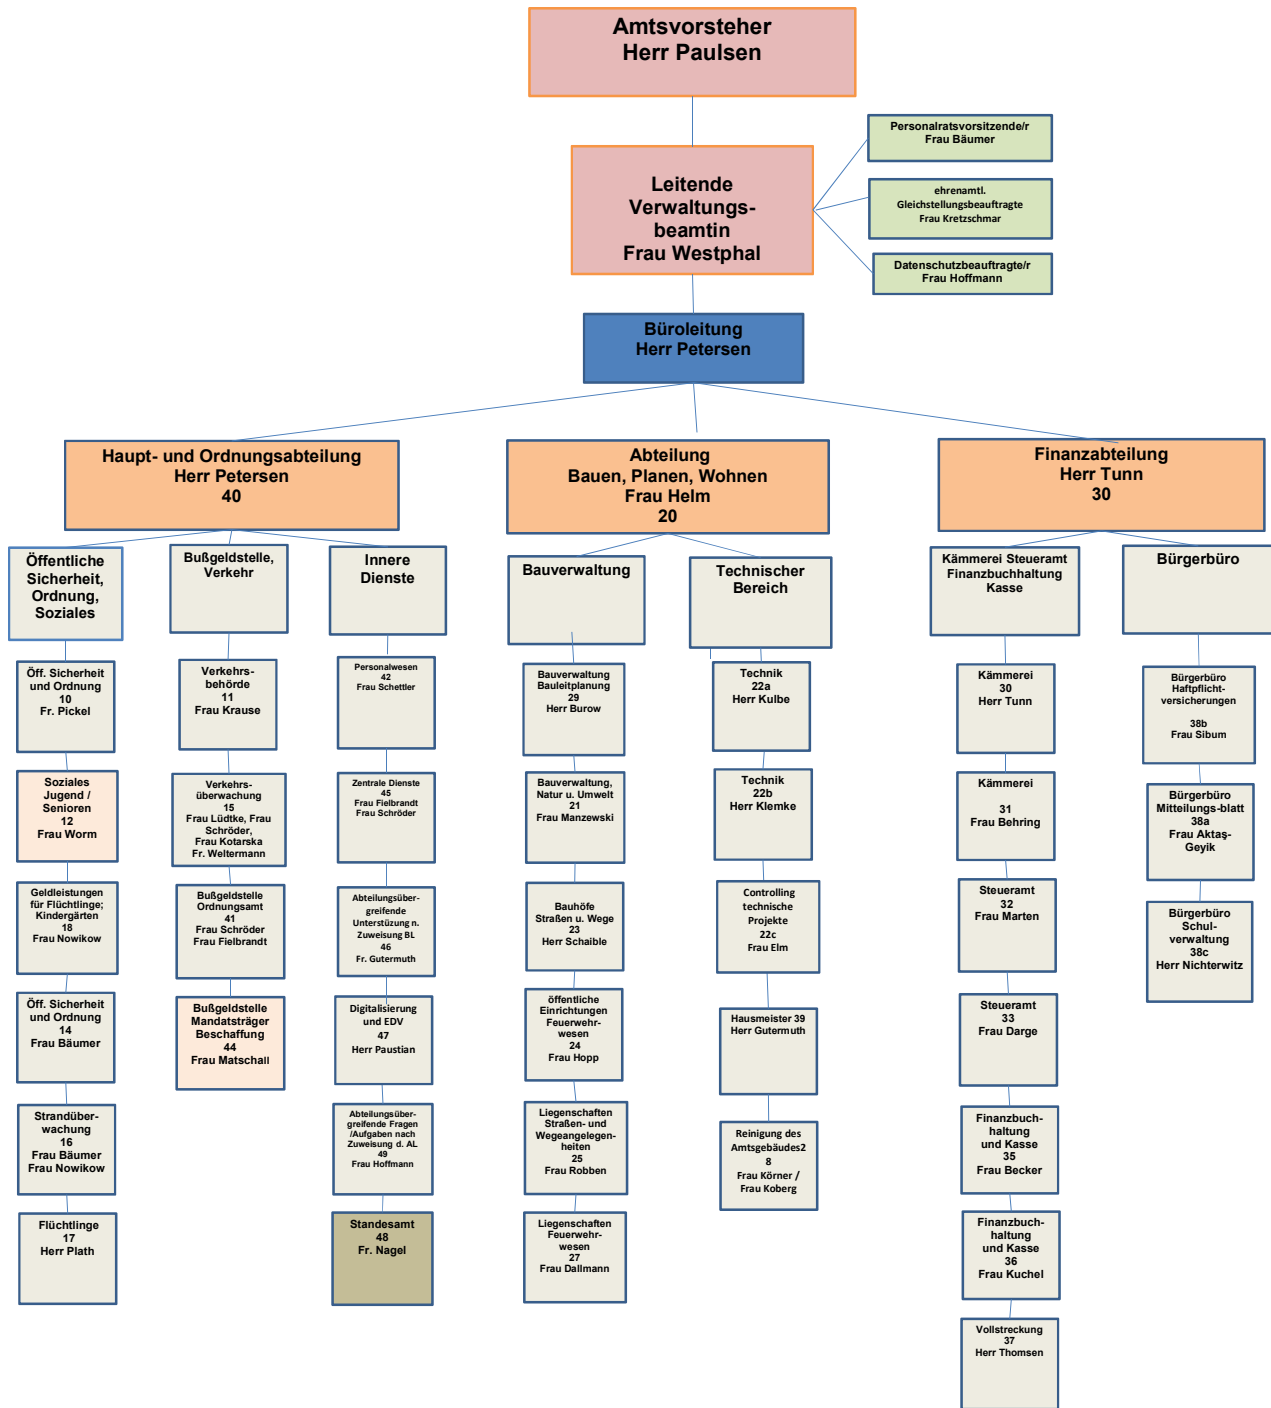 Amtsvorsteher
Herr Paulsen
Leitende
Verwaltungs-
beamtin
Frau Westphal
Personalratsvorsitzende/r
Frau Bäumer
ehrenamtl.
Gleichstellungsbeauftragte
Frau Kretzschmar
Datenschutzbeauftragte/r
Frau Hoffmann
Büroleitung
Herr Petersen
Haupt- und Ordnungsabteilung
Herr Petersen
40
Öffentliche
Sicherheit,
Ordnung,
Soziales
Öff. Sicherheit
und Ordnung
10
Fr. Pickel
Soziales
Jugend /
Senioren
12
Frau Worm
Geldleistungen
für Flüchtlinge;
Kindergärten
18
Frau Nowikow
Öff. Sicherheit
und Ordnung
14
Frau Bäumer
Strandüber-
wachung
16
Frau Bäumer
Frau Nowikow
Flüchtlinge
17
Herr Plath
Bußgeldstelle,
Verkehr
Verkehrs-
behörde
11
Frau Krause
Verkehrs-
überwachung
15
Frau Lüdtke, Frau
Schröder,
Frau Kotarska
Fr. Weltermann
Bußgeldstelle
Ordnungsamt
41
Frau Schröder
Frau Fielbrandt
Bußgeldstelle
Mandatsträger
Beschaffung
44
Frau Matschall
Innere
Dienste
Personalwesen
42
Frau Schettler
Zentrale Dienste
45
Frau Fielbrandt
Frau Schröder
Abteilungsüber-
greifende
Unterstüzung n.
Zuweisung BL
46
Fr. Gutermuth
Digitalisierung
und EDV
47
Herr Paustian
Abteilungsüber-
greifende Fragen
/Aufgaben nach
Zuweisung d. AL
49
Frau Hoffmann
Standesamt
48
Fr. Nagel
Abteilung
Bauen, Planen, Wohnen
Frau Helm
20
Bauverwaltung
Bauverwaltung
Bauleitplanung
29
Herr Burow
Bauverwaltung,
Natur u. Umwelt
21
Frau Manzewski
Bauhöfe
Straßen u. Wege
23
Herr Schaible
öffentliche
Einrichtungen
Feuerwehr-
wesen
24
Frau Hopp
Liegenschaften
Straßen- und
Wegeangelegen-
heiten
25
Frau Robben
Liegenschaften
Feuerwehr-
wesen
27
Frau Dallmann
Technischer
Bereich
Technik
22a
Herr Kulbe
Technik
22b
Herr Klemke
Controlling
technische
Projekte
22c
Frau Elm
Hausmeister 39
Herr Gutermuth
Reinigung des
Amtsgebäudes2
8
Frau Körner /
Frau Koberg
Finanzabteilung
Herr Tunn
30
Kämmerei Steueramt
Finanzbuchhaltung
Kasse
Kämmerei
30
Herr Tunn
Kämmerei
31
Frau Behring
Steueramt
32
Frau Marten
Steueramt
33
Frau Darge
Finanzbuch-
haltung
und Kasse
35
Frau Becker
Finanzbuch-
haltung
und Kasse
36
Frau Kuchel
Vollstreckung
37
Herr Thomsen
Bürgerbüro
Bürgerbüro
Haftpflicht-
versicherungen
38b
Frau Sibum
Bürgerbüro
Mitteilungs-blatt
38a
Frau Aktaş-
Geyik
Bürgerbüro
Schul-
verwaltung
38c
Herr Nichterwitz